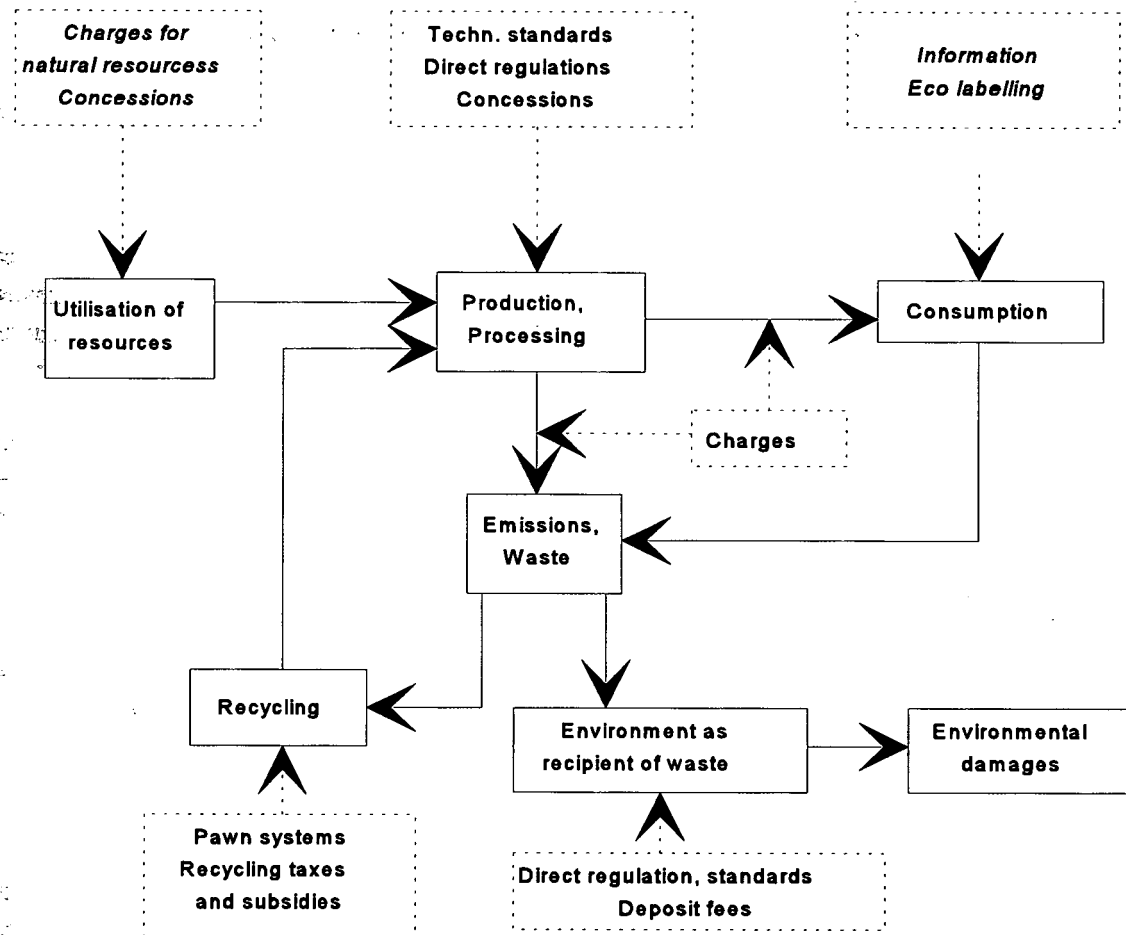 Charges for
natural resourcess
Concessions
Techn. standards
Direct regulations
Concessions
Information
Eco labelling
Utilisation of
resources
Production,
Processing
Consumption
Charges
Emissions,
Waste
Recycling
Environment as
recipient of waste
Environmental
damages
Pawn systems
Recycling taxes
and subsidies
Direct regulation, standards
Deposit fees